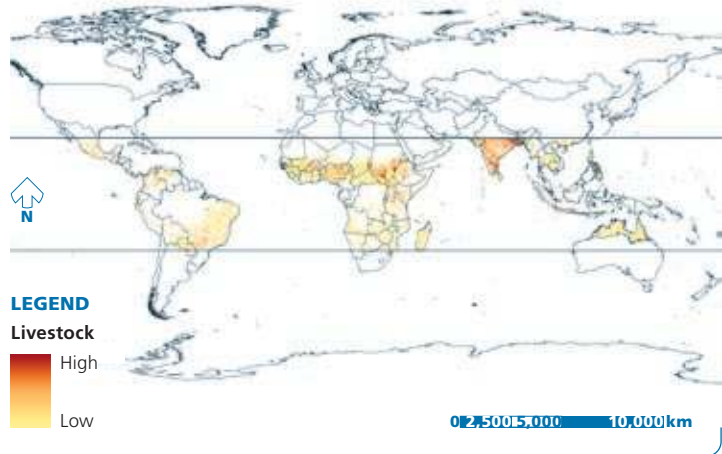 N
LEGEND
Livestock
High
Low
0 2,500 5,000 10,000 km